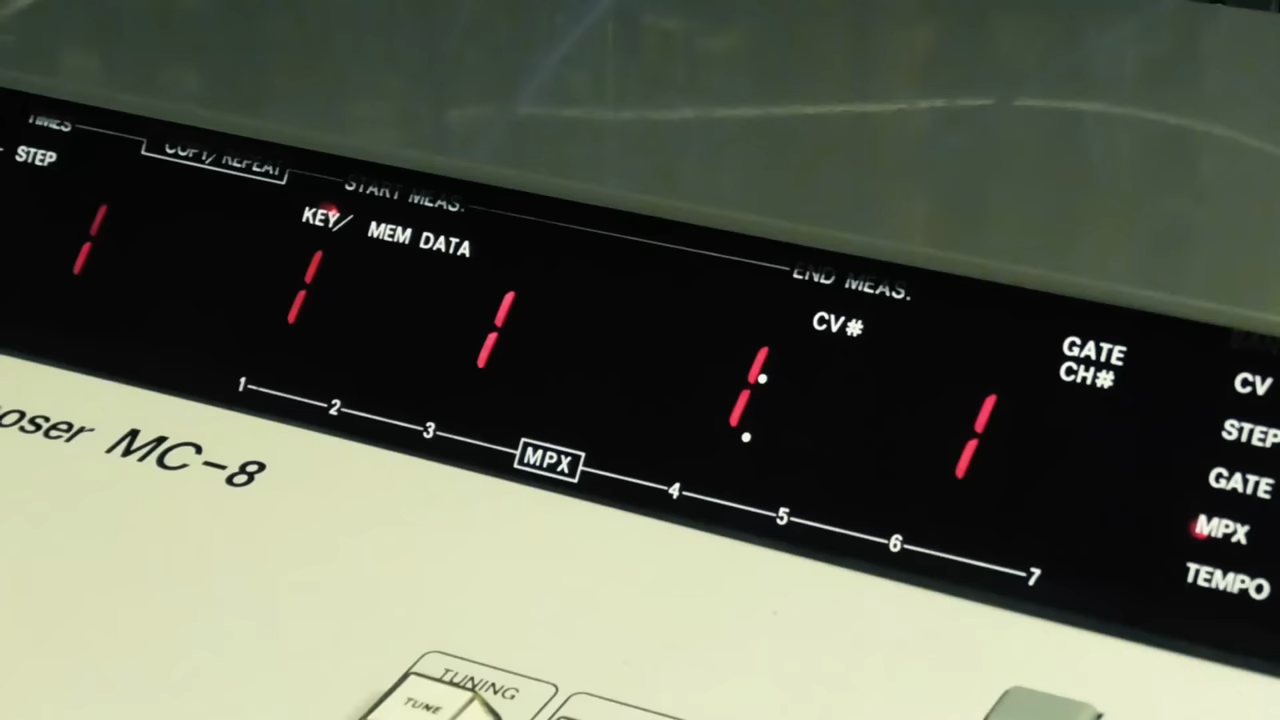 TIMES
STEP
COPY/REPEAT
START MEAS.
KEY/ MEM DATA
END MEAS.
CV#
GATE
CH#
CV
STEP
GATE
MPX
TEMPO
1 1 1 1 1
1 2 3 MPX 4 5 6 7
oser MC-8
TUNING
TUNE